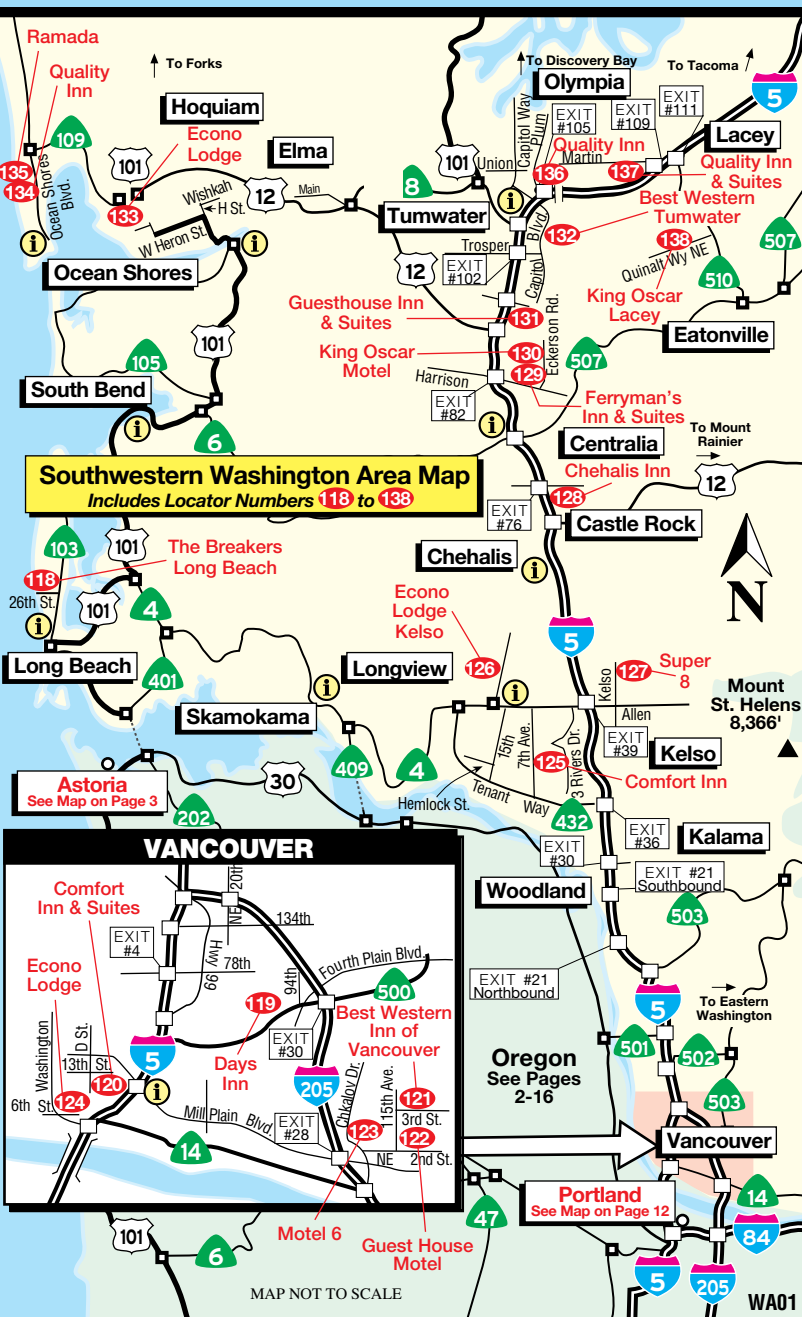 Ramada
Quality
Inn
To Forks
Hoquiam
Econo
Lodge
Elma
109
101
135
134
Ocean Shores
Blvd.
133
Wishkah
H St.
W Heron St.
12
Main
Ocean Shores
101
105
South Bend
6
To Discovery Bay
Olympia
To Tacoma
5
Capitol Way
Plum
EXIT
#105
EXIT
#109
EXIT
#111
Lacey
Quality Inn
136
Martin
137
Quality Inn
& Suites
Union
101
8
Tumwater
Best Western
Tumwater
132
Trosper
EXIT
#102
Capitol
Blvd.
138
Quinalt Wy NE
King Oscar
Lacey
507
510
Eatonville
12
Guesthouse Inn
& Suites
131
King Oscar
Motel
130
129
Eckerson Rd.
507
Harrison
EXIT
#82
Ferryman's
Inn & Suites
Centralia
To Mount
Rainier
12
Chehalis Inn
128
EXIT
#76
Castle Rock
Chehalis
Southwestern Washington Area Map
Includes Locator Numbers 118 to 138
103
101
The Breakers
Long Beach
118
26th St.
101
4
Long Beach
401
N
Econo
Lodge
Kelso
126
5
Longview
Kelso
127
Super
8
Allen
Mount
St. Helens
8,366'
Skamokama
EXIT
#39
Kelso
15th
7th Ave.
125
3 Rivers Dr.
Comfort Inn
409
4
Hemlock St.
Tenant Way
432
EXIT
#36
Kalama
Astoria
See Map on Page 3
30
202
EXIT
#30
EXIT #21
Southbound
Woodland
503
EXIT #21
Northbound
5
To Eastern
Washington
501
502
503
Oregon
See Pages
2-16
Vancouver
14
Portland
See Map on Page 12
84
5
205
47
101
6
VANCOUVER
Comfort
Inn & Suites
NE 20th
134th
EXIT
#4
Hwy 99
78th
94th
Fourth Plain Blvd.
500
Econo
Lodge
119
EXIT
#30
Best Western
Inn of
Vancouver
Days
Inn
5
205
Washington
D St.
13th St.
120
124
6th St.
Mill Plain Blvd.
EXIT
#28
Chkalov Dr.
115th Ave.
121
3rd St.
123
122
NE 2nd St.
14
Motel 6
Guest House
Motel
MAP NOT TO SCALE
WA01